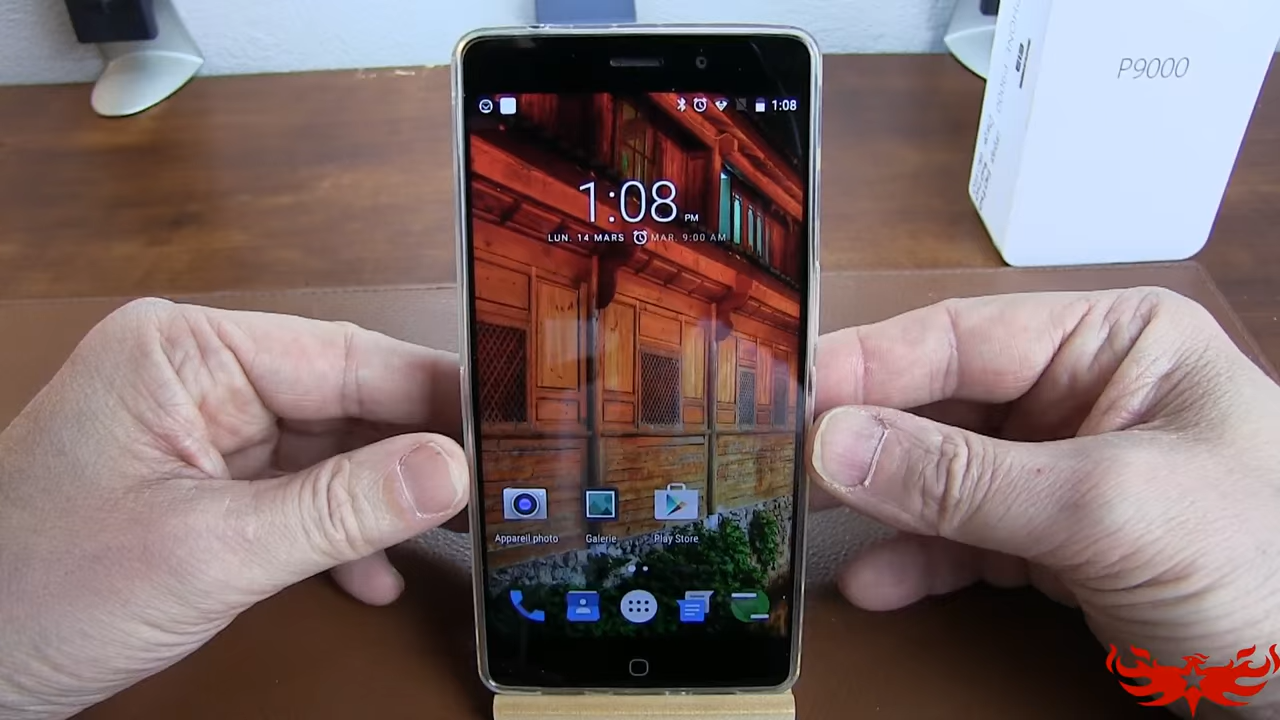 P9000
1:08
1:08 PM
LUN. 14 MARS MAR. 9:00 AM
Appareil photo Galerie Play Store